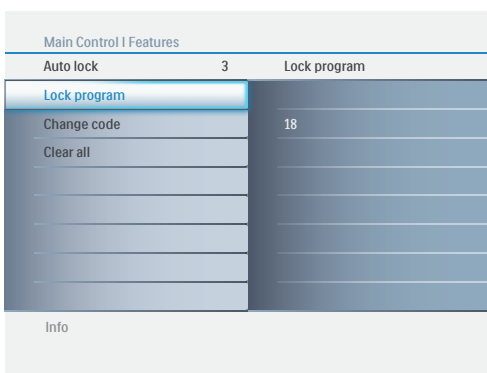 Main Control I Features
Auto lock 3 Lock program
Lock program
Change code 18
Clear all
Info